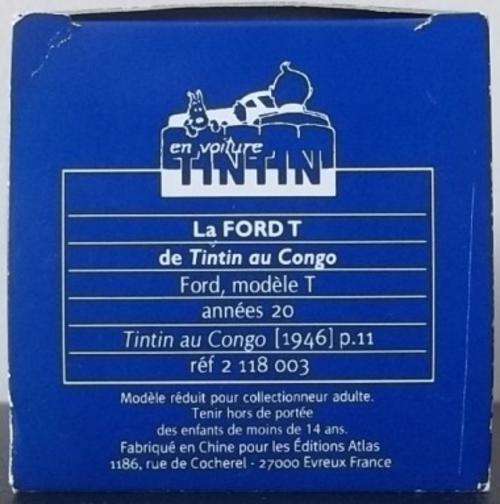 en voiture
TINTIN
La FORD T
de Tintin au Congo
Ford, modèle T
années 20
Tintin au Congo [1946] p.11
réf 2 118 003
Modèle réduit pour collectionneur adulte.
Tenir hors de portée
des enfants de moins de 14 ans.
Fabriqué en Chine pour les Éditions Atlas
1186, rue de Cocherel - 27000 Evreux France